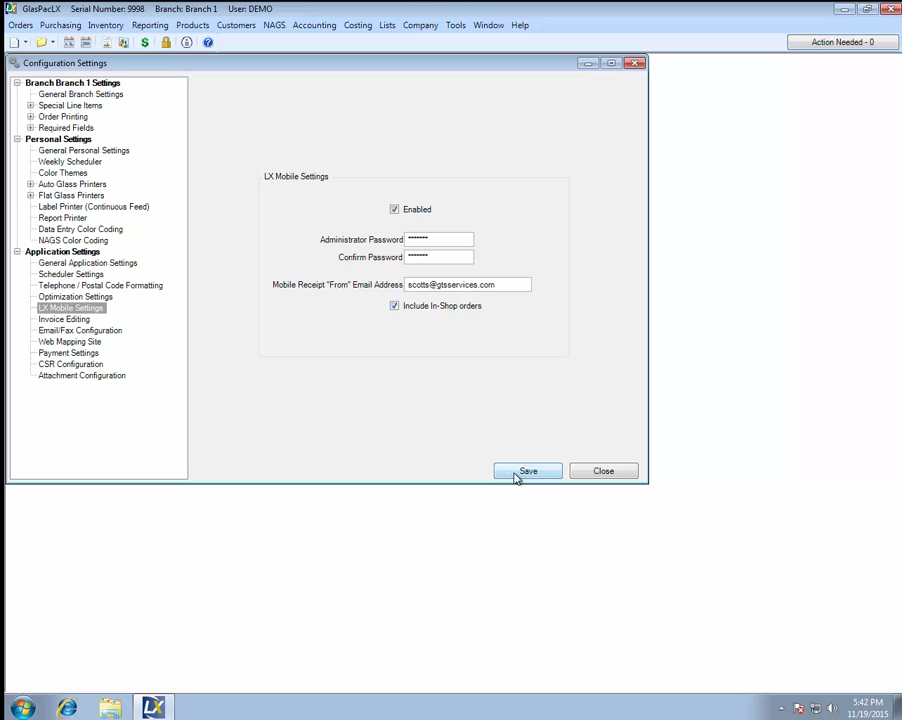 GlasPacLX Serial Number: 9998 Branch: Branch 1 User: DEMO
Orders Purchasing Inventory Reporting Products Customers NAGS Accounting Costing Lists Company Tools Window Help
Action Needed - 0
Configuration Settings
Branch Branch 1 Settings
General Branch Settings
Special Line Items
Order Printing
Required Fields
Personal Settings
General Personal Settings
Weekly Scheduler
Color Themes
Auto Glass Printers
Flat Glass Printers
Label Printer (Continuous Feed)
Report Printer
Data Entry Color Coding
NAGS Color Coding
Application Settings
General Application Settings
Scheduler Settings
Telephone / Postal Code Formatting
Optimization Settings
LX Mobile Settings
Invoice Editing
Email/Fax Configuration
Web Mapping Site
Payment Settings
CSR Configuration
Attachment Configuration
LX Mobile Settings
Enabled
Administrator Password *******
Confirm Password *******
Mobile Receipt "From" Email Address scotts@gtsservices.com
Include In-Shop orders
Save Close
LX
5:42 PM
11/19/2015